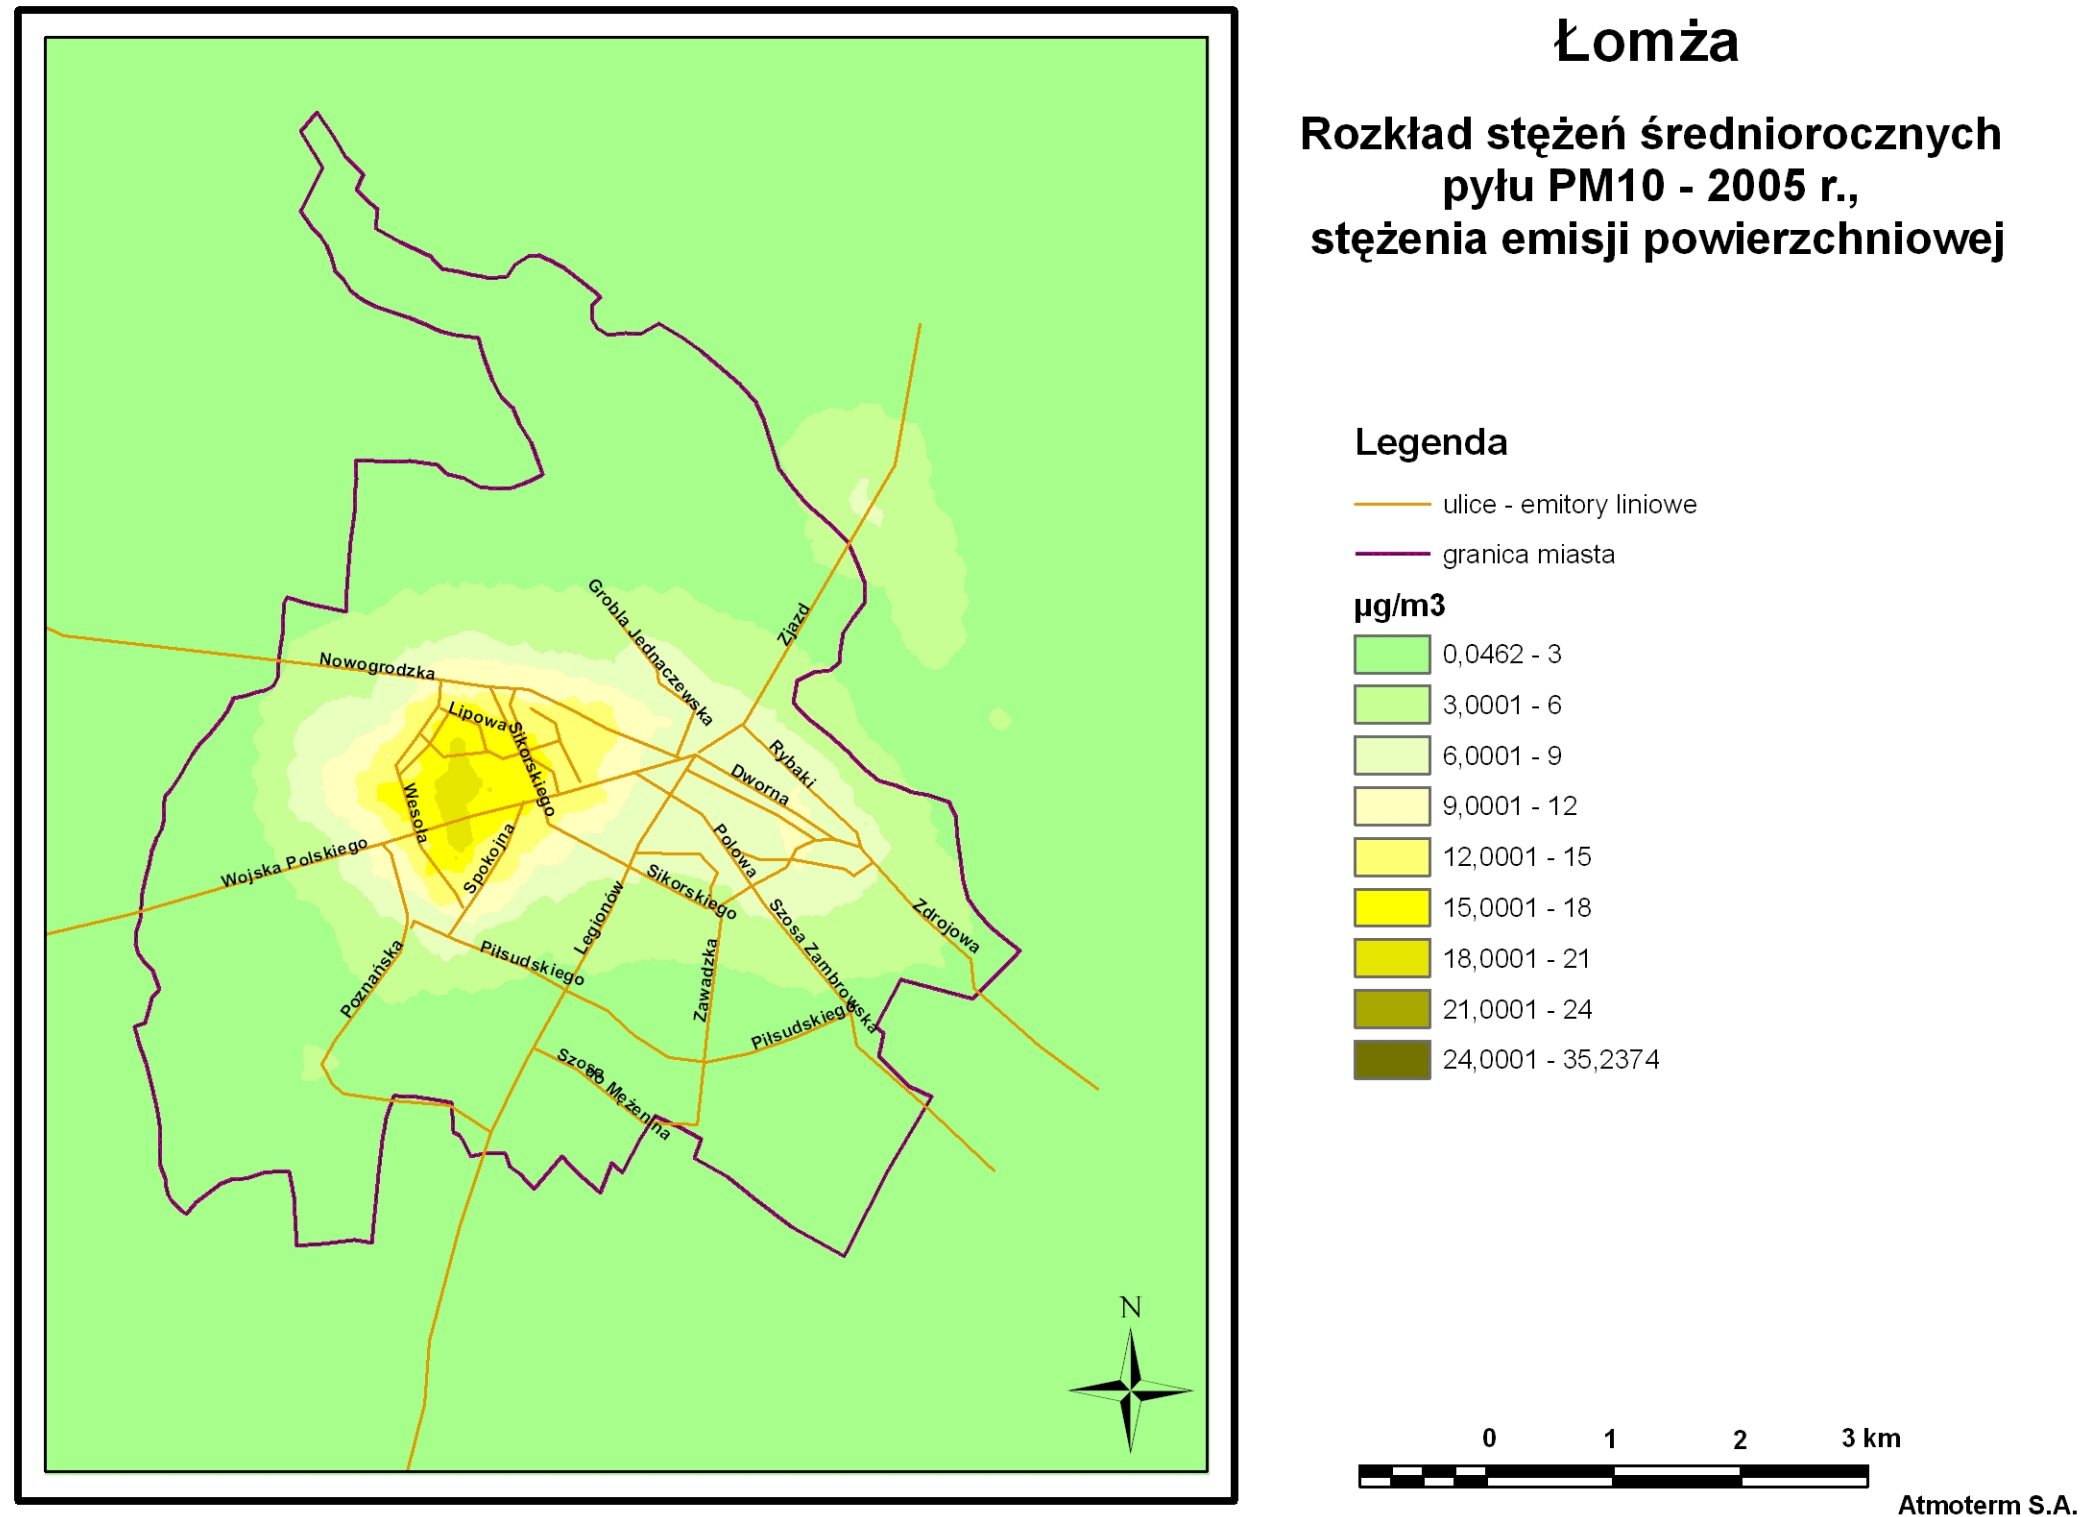 Łomża
Rozkład stężeń średniorocznych
pyłu PM10 - 2005 r.,
stężenia emisji powierzchniowej
Legenda
ulice - emitory liniowe
granica miasta
µg/m3
0,0462 - 3
3,0001 - 6
6,0001 - 9
9,0001 - 12
12,0001 - 15
15,0001 - 18
18,0001 - 21
21,0001 - 24
24,0001 - 35,2374
Grobla Jednaczewska
Zjazd
Nowogrodzka
Lipowa
Sikorskiego
Rybaki
Dworna
Wesoła
Polowa
Spokojna
Wojska Polskiego
Sikorskiego
Legionów
Szosa Zambrowska
Zdrojowa
Piłsudskiego
Poznańska
Zawadzka
Piłsudskiego
Szosa
do Mężenina
N
0 1 2 3 km
Atmoterm S.A.